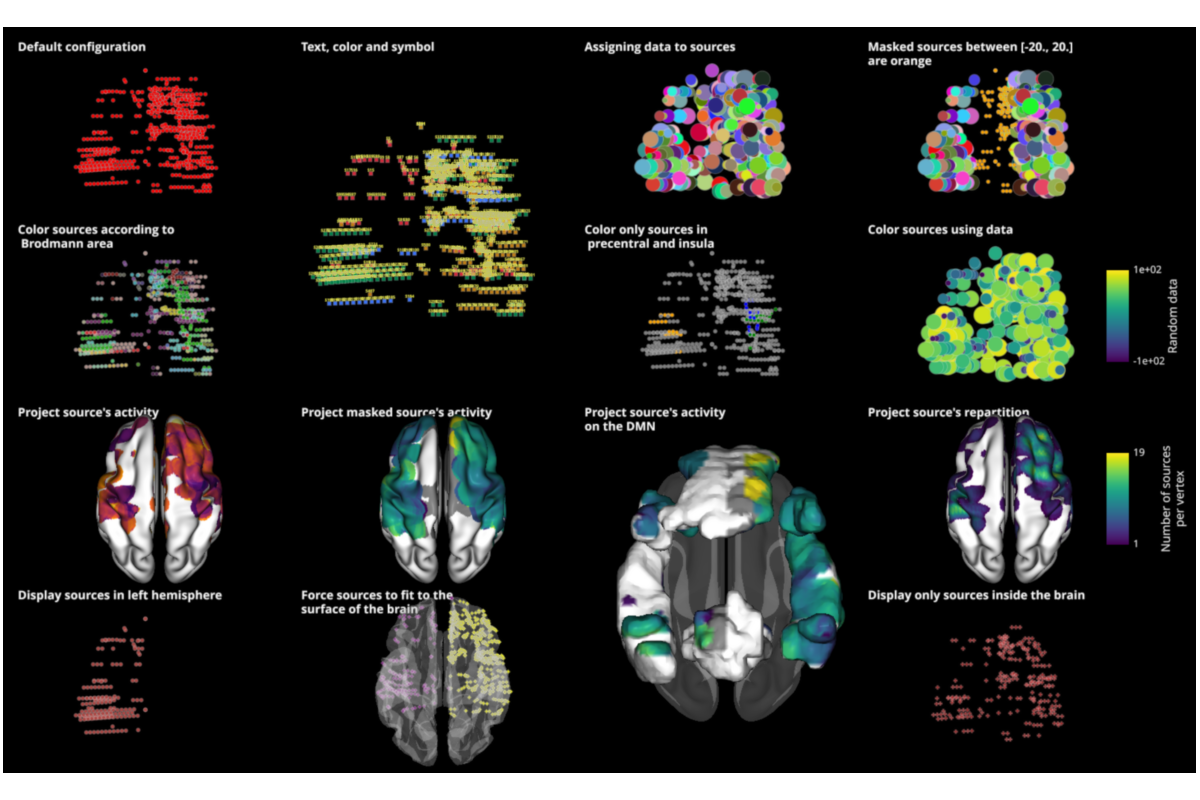 Default configuration
Text, color and symbol
Assigning data to sources
Masked sources between [-20., 20.]
are orange
Color sources according to
Brodmann area
Color only sources in
precentral and insula
Color sources using data
1e+02
-1e+02
Random data
Project source's activity
Project masked source's activity
Project source's activity
on the DMN
Project source's repartition
19
1
Number of sources
per vertex
Display sources in left hemisphere
Force sources to fit to the
surface of the brain
Display only sources inside the brain